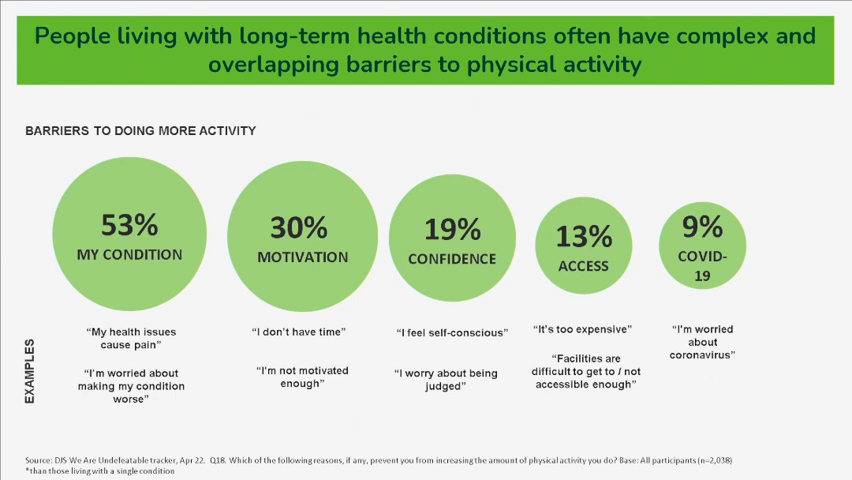 People living with long-term health conditions often have complex and
overlapping barriers to physical activity
BARRIERS TO DOING MORE ACTIVITY
53%
MY CONDITION
30%
MOTIVATION
19%
CONFIDENCE
13%
ACCESS
9%
COVID-
19
EXAMPLES
“My health issues
cause pain”
“I’m worried about
making my condition
worse”
“I don’t have time”
“I’m not motivated
enough”
“I feel self-conscious”
“I worry about being
judged”
“It’s too expensive”
“Facilities are
difficult to get to / not
accessible enough”
“I’m worried
about
coronavirus”
Source: DJS We Are Undefeatable tracker, Apr 22. Q18. Which of the following reasons, if any, prevent you from increasing the amount of physical activity you do? Base: All participants (n=2,038)
*than those living with a single condition